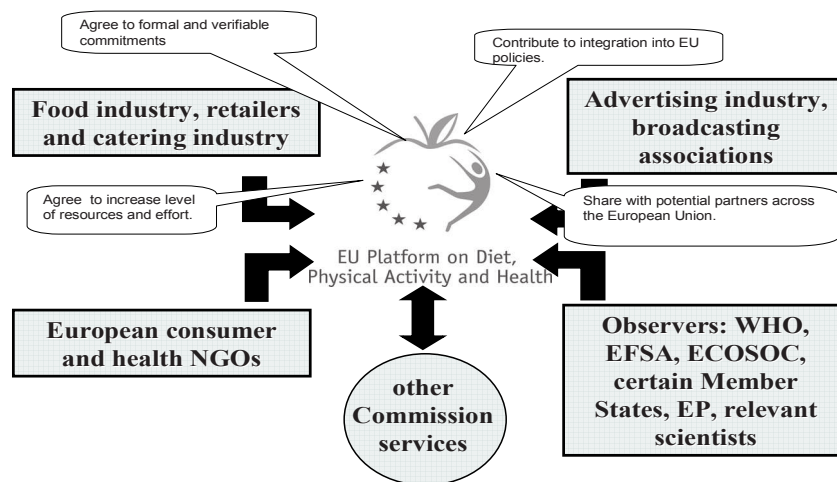 Agree to formal and verifiable
commitments
Contribute to integration into EU
policies.
Food industry, retailers
and catering industry
Advertising industry,
broadcasting
associations
Agree to increase level
of resources and effort.
Share with potential partners across
the European Union.
EU Platform on Diet,
Physical Activity and Health
European consumer
and health NGOs
other
Commission
services
Observers: WHO,
EFSA, ECOSOC,
certain Member
States, EP, relevant
scientists